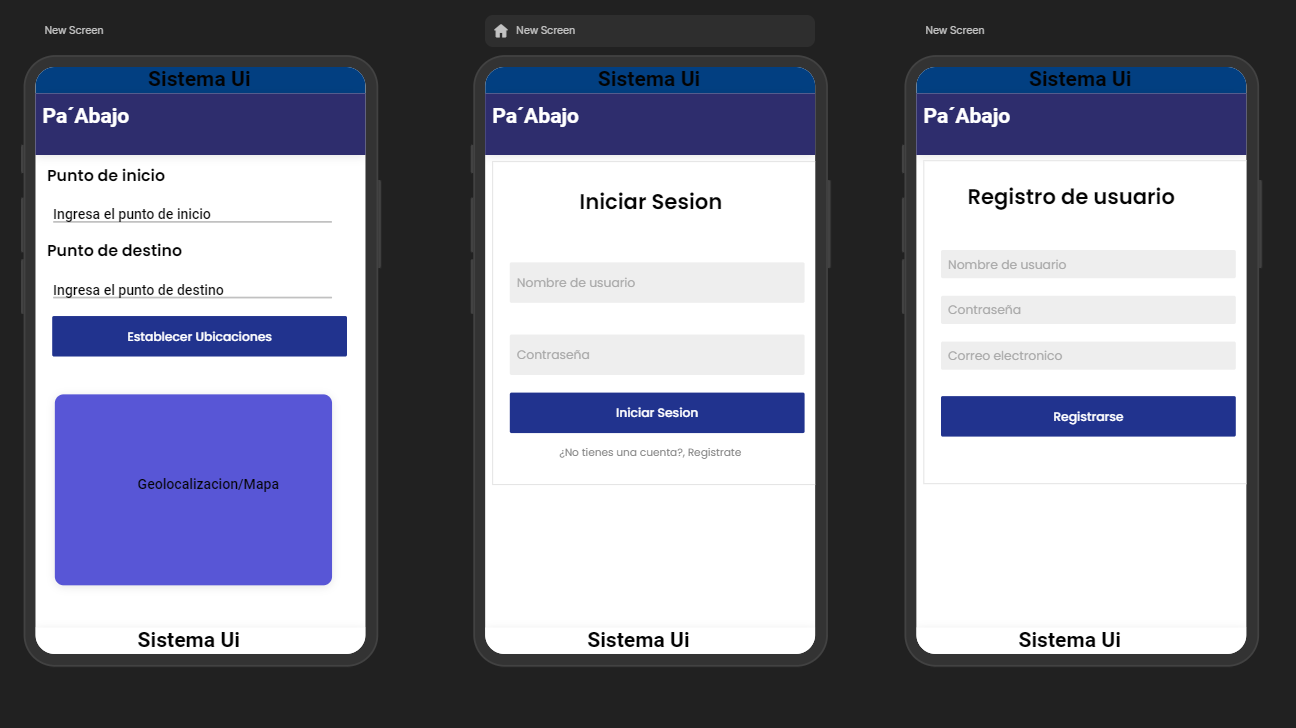 New Screen
Sistema Ui
Pa´Abajo
Punto de inicio
Ingresa el punto de inicio
Punto de destino
Ingresa el punto de destino
Establecer Ubicaciones
Geolocalizacion/Mapa
Sistema Ui
New Screen
Sistema Ui
Pa´Abajo
Iniciar Sesion
Nombre de usuario
Contraseña
Iniciar Sesion
¿No tienes una cuenta?, Registrate
Sistema Ui
New Screen
Sistema Ui
Pa´Abajo
Registro de usuario
Nombre de usuario
Contraseña
Correo electronico
Registrarse
Sistema Ui